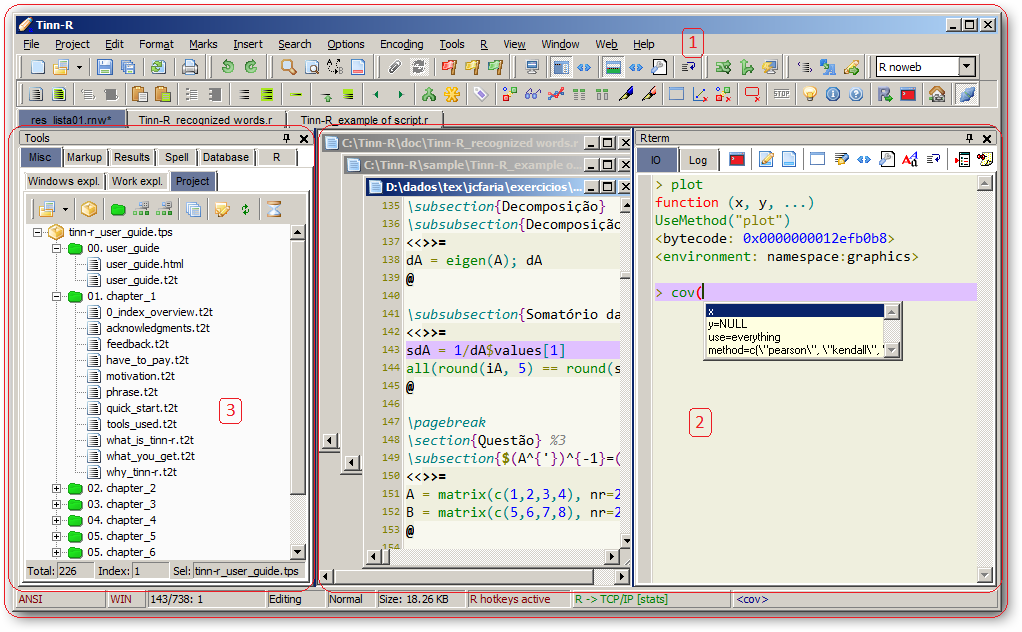 Tinn-R
File Project Edit Format Marks Insert Search Options Encoding Tools R View Window Web Help
1
R noweb
STOP
res_lista01.rnw* Tinn-R_recognized words.r Tinn-R_example of script.r
Tools
Misc Markup Results Spell Database R
Windows expl. Work expl. Project
tinn-r_user_guide.tps
00. user_guide
user_guide.html
user_guide.t2t
01. chapter_1
0_index_overview.t2t
acknowledgments.t2t
feedback.t2t
have_to_pay.t2t
motivation.t2t
phrase.t2t
quick_start.t2t
tools_used.t2t
what_is_tinn-r.t2t
what_you_get.t2t
why_tinn-r.t2t
02. chapter_2
03. chapter_3
04. chapter_4
05. chapter_5
05. chapter_6
3
Total: 226 Index: 1 Sel: tinn-r_user_guide.tps
C:\Tinn-R\doc\Tinn-R_recognized words.r
C:\Tinn-R\sample\Tinn-R_example o...
D:\dados\tex\jcfaria\exercicios\...
135 \subsection{Decomposição}
136 \subsubsection{Decomposição
137 <<>>=
138 dA = eigen(A); dA
139 @
140
141 \subsubsection{Somatório da
142 <<>>=
143 sdA = 1/dA$values[1]
144 all(round(iA, 5) == round(s
145 @
146
147 \pagebreak
148 \section{Questão} %3
149 \subsection{$(A^{'})^{-1}=(
150 <<>>=
151 A = matrix(c(1,2,3,4), nr=2
152 B = matrix(c(5,6,7,8), nr=2
153 @
154
Rterm
IO Log
> plot
function (x, y, ...)
UseMethod("plot")
<bytecode: 0x0000000012efb0b8>
<environment: namespace:graphics>
> cov(
x
y=NULL
use=everything
method=c(\"pearson\", \"kendall\", "
2
ANSI WIN 143/738: 1 Editing Normal Size: 18.26 KB R hotkeys active R -> TCP/IP [stats] <cov>